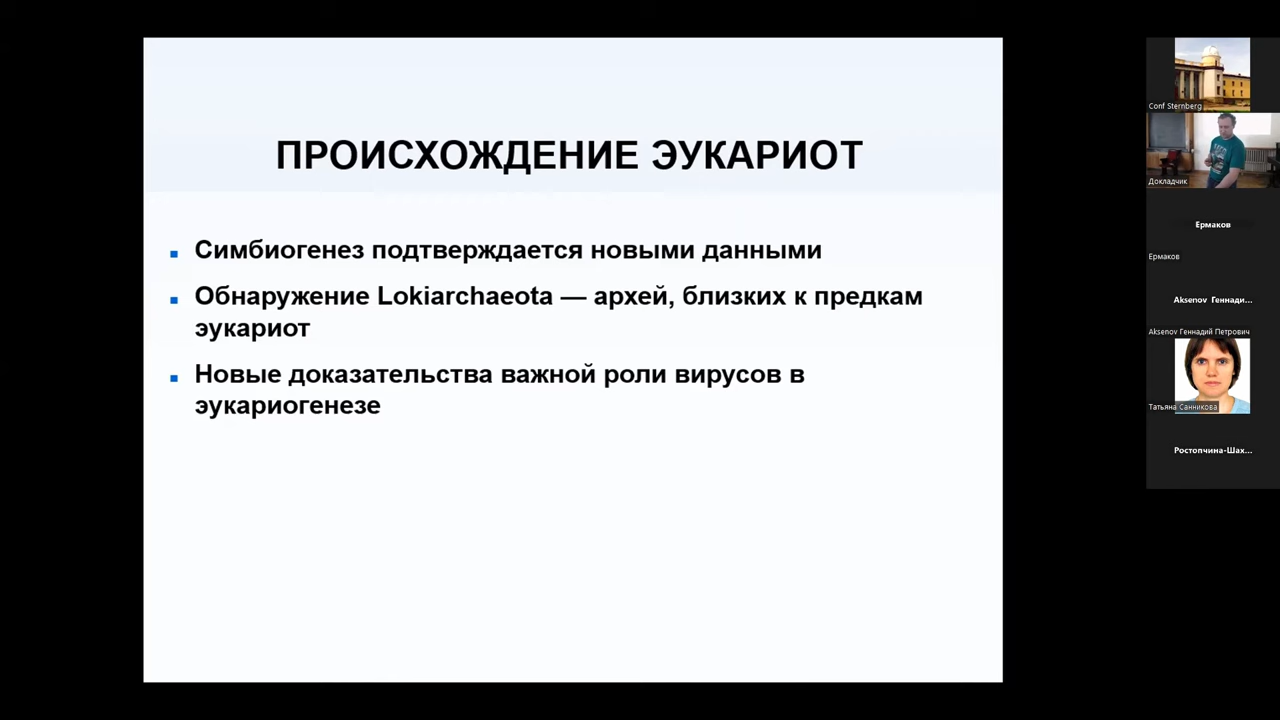 ПРОИСХОЖДЕНИЕ ЭУКАРИОТ
Симбиогенез подтверждается новыми данными
Обнаружение Lokiarchaeota — архей, близких к предкам
эукариот
Новые доказательства важной роли вирусов в
эукариогенезе
Conf Sternberg
Докладчик
Ермаков
Ермаков
Aksenov Геннади...
Aksenov Геннадий Петрович
Татьяна Санникова
Ростопчина-Шах...